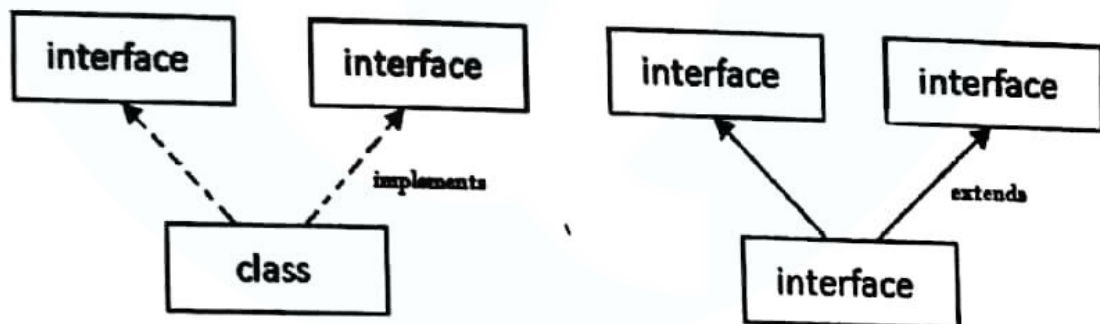 interface
interface
implements
class
interface
interface
extends
interface